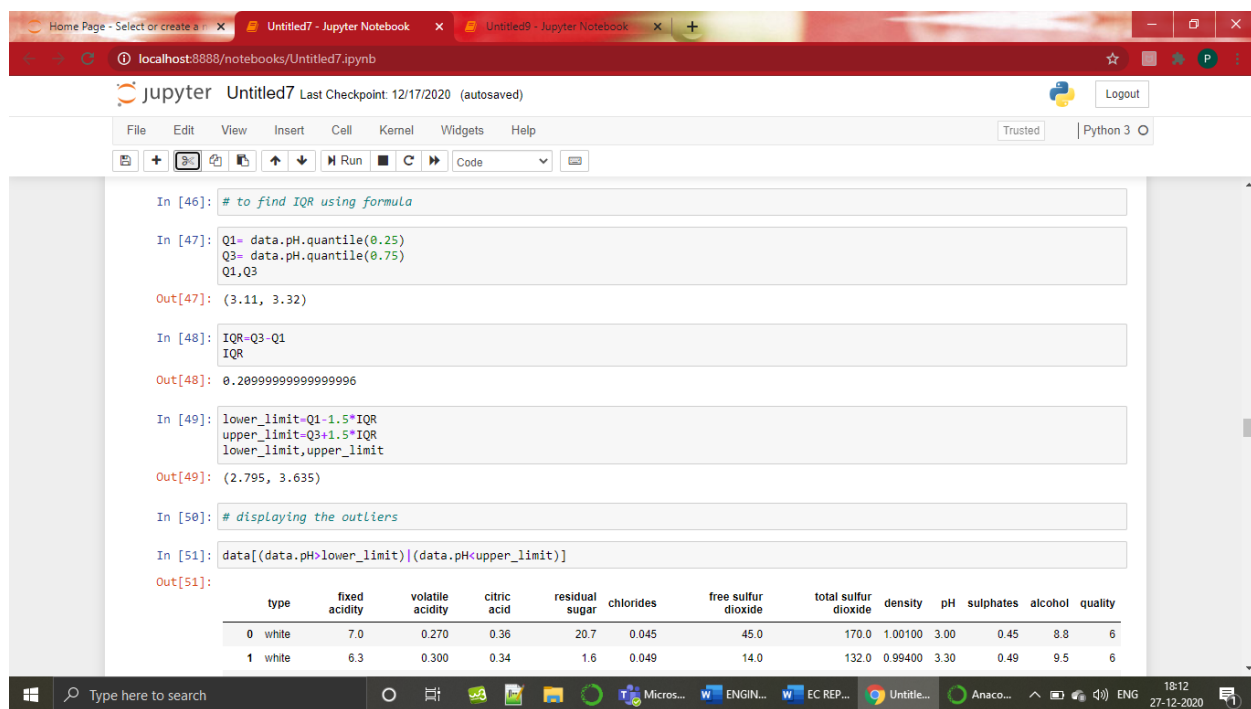 Home Page - Select or create a n
Untitled7 - Jupyter Notebook
Untitled9 - Jupyter Notebook
localhost:8888/notebooks/Untitled7.ipynb
P
jupyter Untitled7 Last Checkpoint: 12/17/2020 (autosaved)
Logout
File Edit View Insert Cell Kernel Widgets Help
Trusted
Python 3
Run
Code
In [46]: # to find IQR using formula
In [47]: Q1= data.pH.quantile(0.25)
Q3= data.pH.quantile(0.75)
Q1,Q3
Out[47]: (3.11, 3.32)
In [48]: IQR=Q3-Q1
IQR
Out[48]: 0.20999999999999996
In [49]: lower_limit=Q1-1.5*IQR
upper_limit=Q3+1.5*IQR
lower_limit,upper_limit
Out[49]: (2.795, 3.635)
In [50]: # displaying the outliers
In [51]: data[(data.pH>lower_limit)|(data.pH<upper_limit)]
Out[51]:
type fixed acidity volatile acidity citric acid residual sugar chlorides free sulfur dioxide total sulfur dioxide density pH sulphates alcohol quality
0 white 7.0 0.270 0.36 20.7 0.045 45.0 170.0 1.00100 3.00 0.45 8.8 6
1 white 6.3 0.300 0.34 1.6 0.049 14.0 132.0 0.99400 3.30 0.49 9.5 6
Type here to search
Micros...
ENGIN...
EC REP...
Untitle...
Anaco...
ENG
18:12
27-12-2020